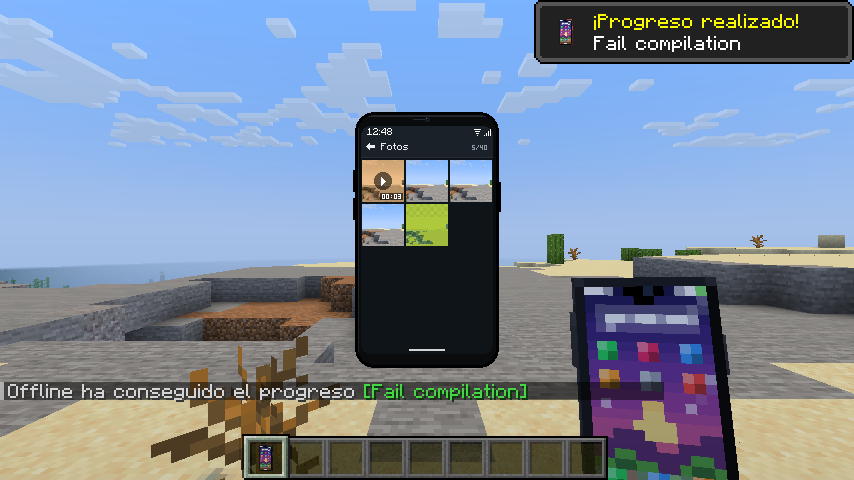 ¡Progreso realizado!
Fail compilation
12:48
Fotos
5/40
00:03
Offline ha conseguido el progreso [Fail compilation]